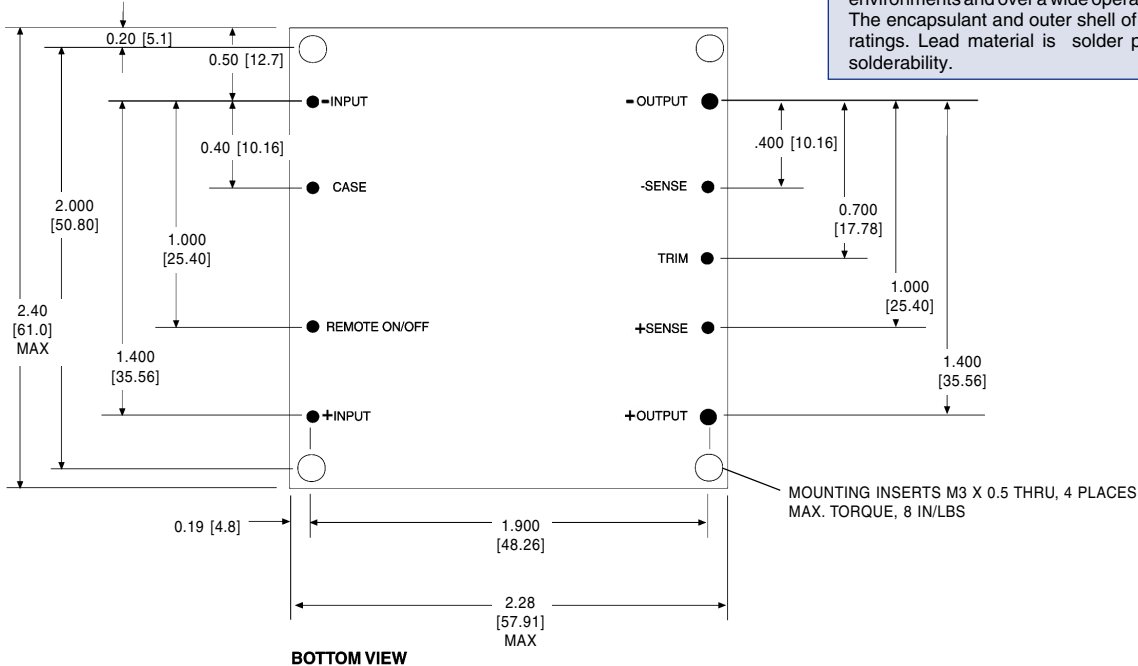 environments and over a wide opera
The encapsulant and outer shell of
ratings. Lead material is solder p
solderability.
0.20 [5.1]
0.50 [12.7]
-INPUT
-OUTPUT
0.40 [10.16]
.400 [10.16]
CASE
-SENSE
2.000
[50.80]
0.700
[17.78]
1.000
[25.40]
TRIM
1.000
[25.40]
2.40
[61.0]
MAX
REMOTE ON/OFF
+SENSE
1.400
[35.56]
1.400
[35.56]
+INPUT
+OUTPUT
MOUNTING INSERTS M3 X 0.5 THRU, 4 PLACES
MAX. TORQUE, 8 IN/LBS
0.19 [4.8]
1.900
[48.26]
2.28
[57.91]
MAX
BOTTOM VIEW